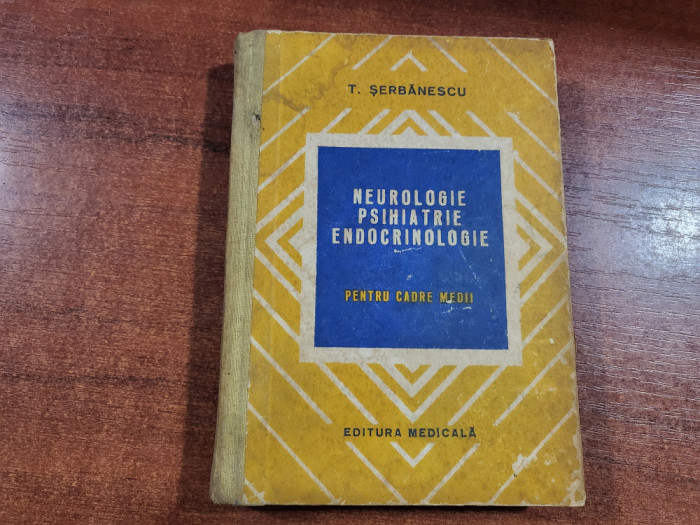 T. ŞERBĂNESCU
NEUROLOGIE
PSIHIATRIE
ENDOCRINOLOGIE
PENTRU CADRE MEDII
EDITURA MEDICALĂ